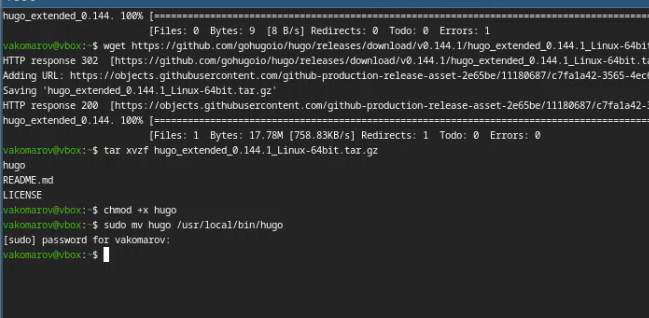 hugo_extended_0.144. 100% [=============================================================================
[Files: 0  Bytes: 9  [8 B/s] Redirects: 0  Todo: 0  Errors: 1
vakomarov@vbox:~$ wget https://github.com/gohugoio/hugo/releases/download/v0.144.1/hugo_extended_0.144.1_Linux-64bit
HTTP response 302  [https://github.com/gohugoio/hugo/releases/download/v0.144.1/hugo_extended_0.144.1_Linux-64bit.ta
Adding URL: https://objects.githubusercontent.com/github-production-release-asset-2e65be/11180687/c7fa1a42-3565-4ec6
Saving 'hugo_extended_0.144.1_Linux-64bit.tar.gz'
HTTP response 200  [https://objects.githubusercontent.com/github-production-release-asset-2e65be/11180687/c7fa1a42-3
hugo_extended_0.144. 100% [=============================================================================
[Files: 1  Bytes: 17.78M [758.83KB/s] Redirects: 1  Todo: 0  Errors: 0
vakomarov@vbox:~$ tar xvzf hugo_extended_0.144.1_Linux-64bit.tar.gz
hugo
README.md
LICENSE
vakomarov@vbox:~$ chmod +x hugo
vakomarov@vbox:~$ sudo mv hugo /usr/local/bin/hugo
[sudo] password for vakomarov:
vakomarov@vbox:~$